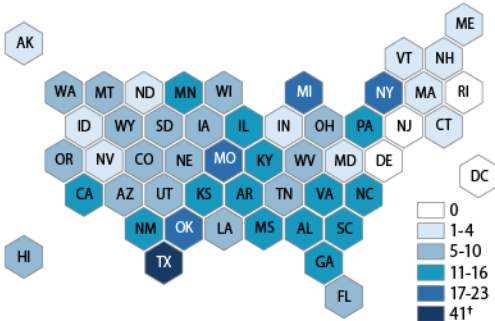 ME
AK
VT NH
WA MT ND MN WI MI NY MA RI
ID WY SD IA IL IN OH PA NJ CT
OR NV CO NE MO KY WV MD DE
DC
CA AZ UT KS AR TN VA NC
0
1-4
NM OK LA MS AL SC
5-10
HI
TX GA
11-16
17-23
FL
41†